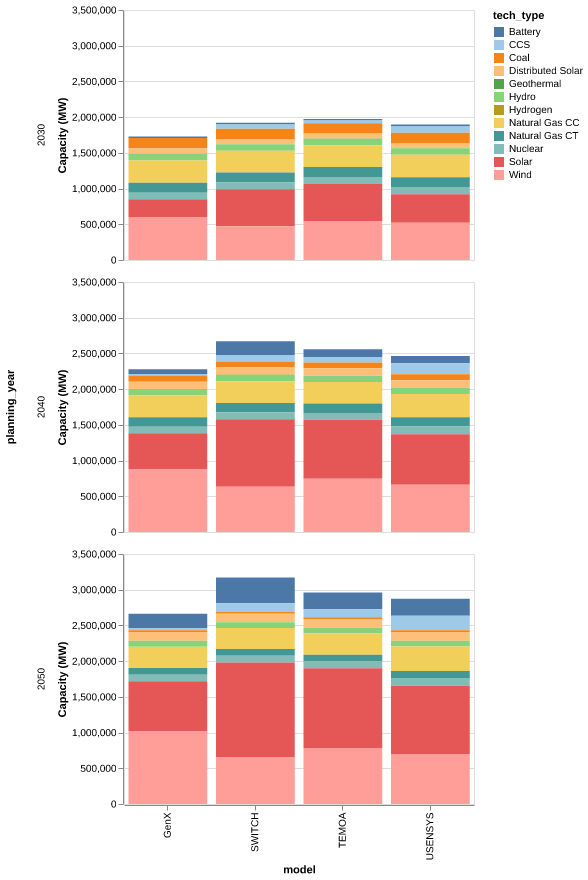 tech_type
Battery
CCS
Coal
Distributed Solar
Geothermal
Hydro
Hydrogen
Natural Gas CC
Natural Gas CT
Nuclear
Solar
Wind
planning_year
2030
Capacity (MW)
3,500,000
3,000,000
2,500,000
2,000,000
1,500,000
1,000,000
500,000
0
2040
Capacity (MW)
3,500,000
3,000,000
2,500,000
2,000,000
1,500,000
1,000,000
500,000
0
2050
Capacity (MW)
3,500,000
3,000,000
2,500,000
2,000,000
1,500,000
1,000,000
500,000
0
GenX
SWITCH
TEMOA
USENSYS
model